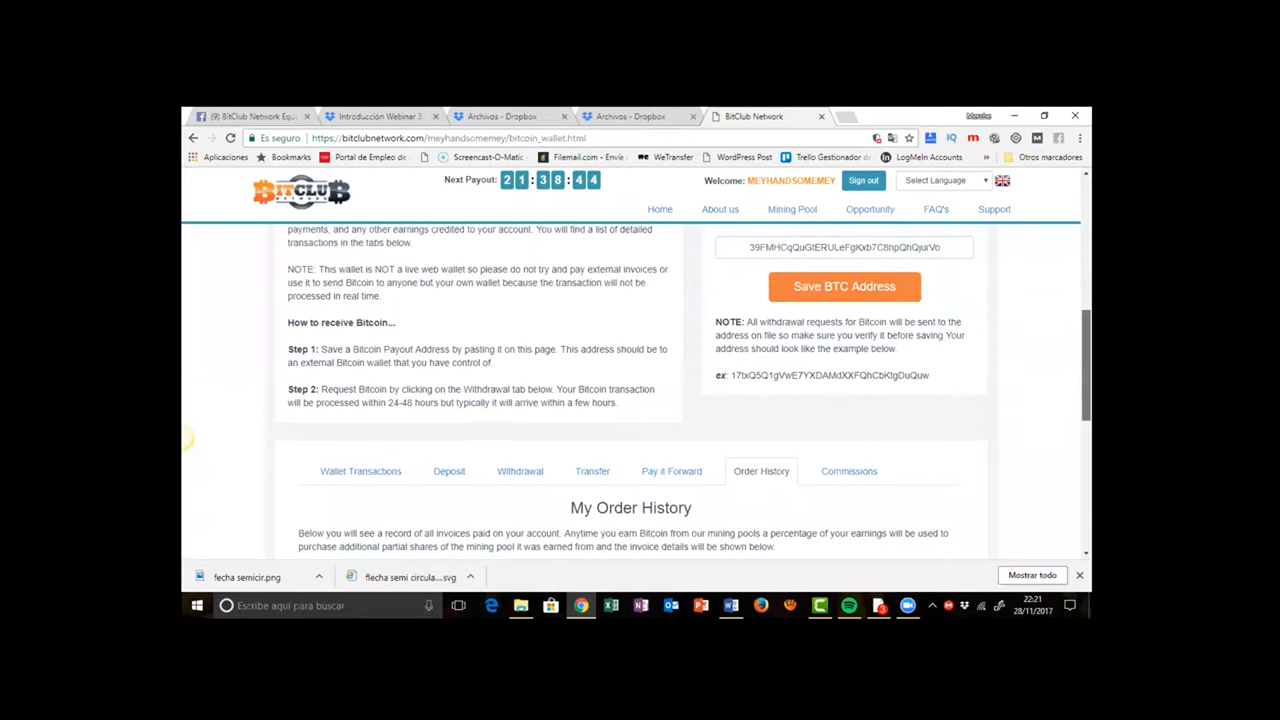 (9) BitClub Network Equ
Introducción Webinar 3.
Archivos - Dropbox
Archivos - Dropbox
BitClub Network
Merche
Es seguro
https://bitclubnetwork.com/meyhandsomemey/bitcoin_wallet.html
Aplicaciones
Bookmarks
Portal de Empleo de
Screencast-O-Matic -
Filemail.com - Envíe
WeTransfer
WordPress Post
Trello Gestionador de
LogMeIn Accounts
»
Otros marcadores
BITCLUB
NETWORK
Next Payout: 21:38:44
Welcome: MEYHANDSOMEMEY
Sign out
Select Language
Home
About us
Mining Pool
Opportunity
FAQ's
Support
payments, and any other earnings credited to your account. You will find a list of detailed
transactions in the tabs below.
NOTE: This wallet is NOT a live web wallet so please do not try and pay external invoices or
use it to send Bitcoin to anyone but your own wallet because the transaction will not be
processed in real time.
How to receive Bitcoin...
Step 1: Save a Bitcoin Payout Address by pasting it on this page. This address should be to
an external Bitcoin wallet that you have control of.
Step 2: Request Bitcoin by clicking on the Withdrawal tab below. Your Bitcoin transaction
will be processed within 24-48 hours but typically it will arrive within a few hours.
Save BTC Address
NOTE: All withdrawal requests for Bitcoin will be sent to the
address on file so make sure you verify it before saving Your
address should look like the example below.
ex: 17txQ5Q1gVwE7YXDAMdXXFQhCbKtgDuQuw
Wallet Transactions
Deposit
Withdrawal
Transfer
Pay it Forward
Order History
Commissions
My Order History
Below you will see a record of all invoices paid on your account. Anytime you earn Bitcoin from our mining pools a percentage of your earnings will be used to
purchase additional partial shares of the mining pool it was earned from and the invoice details will be shown below.
fecha semicir.png
flecha semi circula....svg
Mostrar todo
Escribe aquí para buscar
22:21
28/11/2017